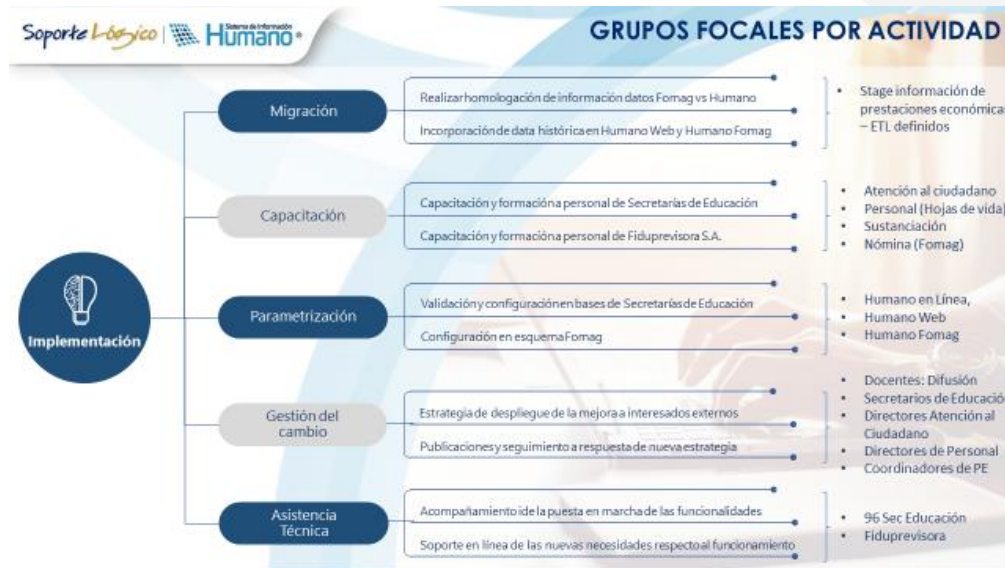 Soporte Lógico
Sistema de Información
Humano
GRUPOS FOCALES POR ACTIVIDAD
Implementación
Migración
Realizar homologación de información datos Fomag vs Humano
Incorporación de data histórica en Humano Web y Humano Fomag
• Stage información de
prestaciones económicas
– ETL definidos
Capacitación
Capacitación y formación a personal de Secretarías de Educación
Capacitación y formación a personal de Fiduprevisora S.A.
• Atención al ciudadano
• Personal (Hojas de vida)
• Sustanciación
• Nómina (Fomag)
Parametrización
Validación y configuración en bases de Secretarías de Educación
Configuración en esquema Fomag
• Humano en Línea,
• Humano Web
• Humano Fomag
Gestión del
cambio
Estrategia de despliegue de la mejora a interesados externos
Publicaciones y seguimiento a respuesta de nueva estrategia
• Docentes: Difusión
• Secretarios de Educación
• Directores Atención al
Ciudadano
• Directores de Personal
• Coordinadores de PE
Asistencia
Técnica
Acompañamiento ide la puesta en marcha de las funcionalidades
Soporte en línea de las nuevas necesidades respecto al funcionamiento
• 96 Sec Educación
• Fiduprevisora